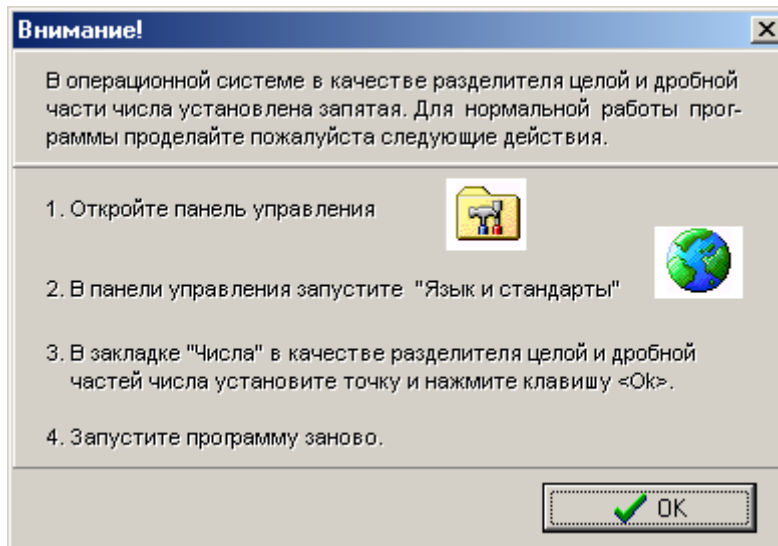 Внимание!
В операционной системе в качестве разделителя целой и дробной
части числа установлена запятая. Для нормальной работы прог-
раммы проделайте пожалуйста следующие действия.
1. Откройте панель управления
2. В панели управления запустите "Язык и стандарты"
3. В закладке "Числа" в качестве разделителя целой и дробной
частей числа установите точку и нажмите клавишу <Ok>.
4. Запустите программу заново.
OK